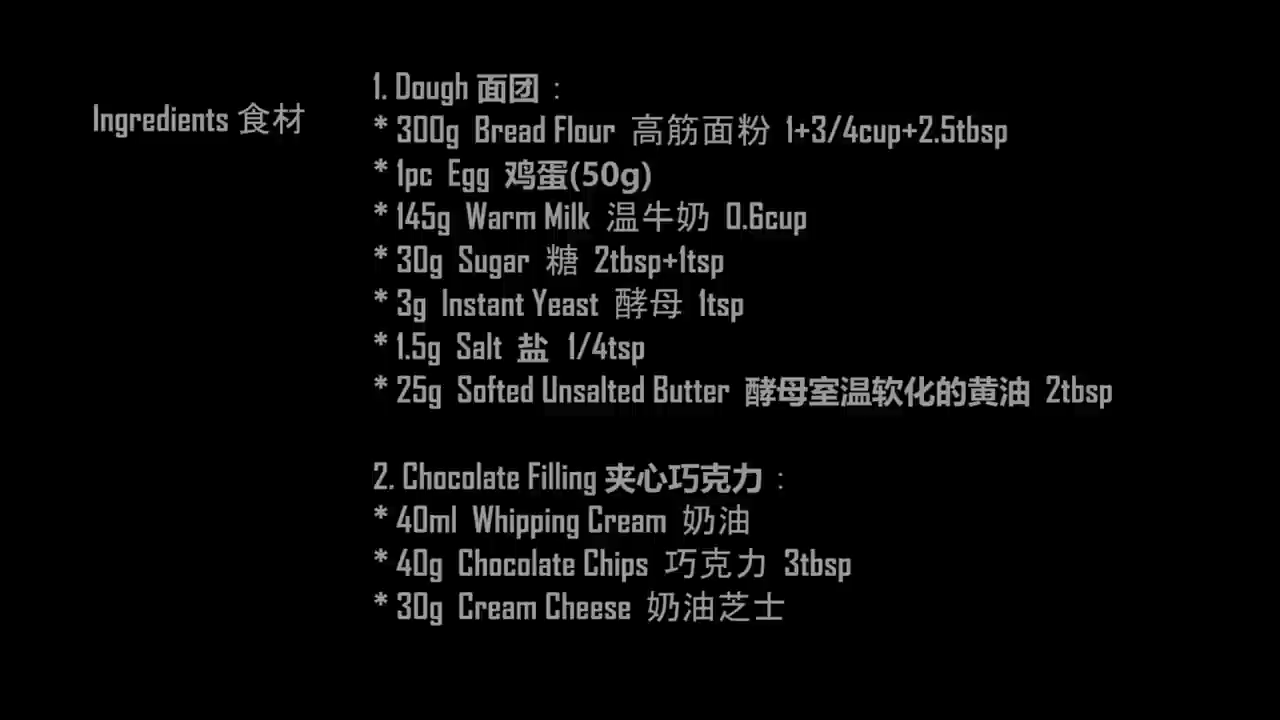 Ingredients 食材
1. Dough 面团 :
* 300g Bread Flour 高筋面粉 1+3/4cup+2.5tbsp
* 1pc Egg 鸡蛋(50g)
* 145g Warm Milk 温牛奶 0.6cup
* 30g Sugar 糖 2tbsp+1tsp
* 3g Instant Yeast 酵母 1tsp
* 1.5g Salt 盐 1/4tsp
* 25g Softed Unsalted Butter 酵母室温软化的黄油 2tbsp
2. Chocolate Filling 夹心巧克力 :
* 40ml Whipping Cream 奶油
* 40g Chocolate Chips 巧克力 3tbsp
* 30g Cream Cheese 奶油芝士